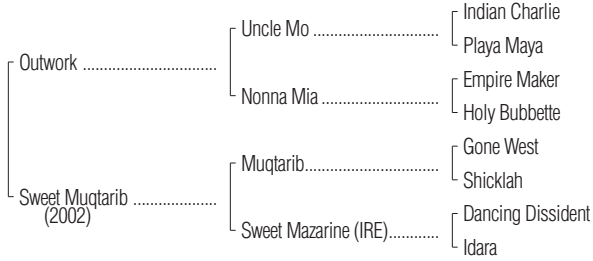 Indian Charlie
Uncle Mo ..............................
Playa Maya
Outwork ................................
Empire Maker
Nonna Mia ............................
Holy Bubbette
Gone West
Muqtarib................................
Shicklah
Sweet Muqtarib ....................
(2002)
Dancing Dissident
Sweet Mazarine (IRE)............
Idara